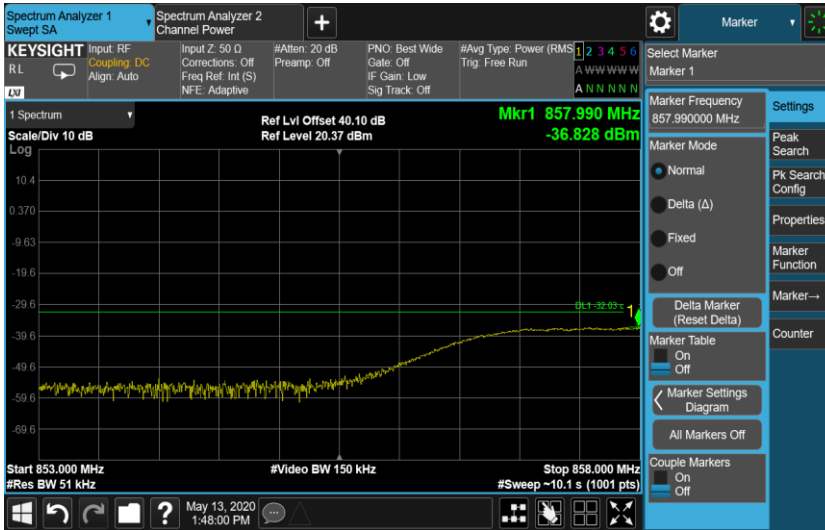 Spectrum Analyzer 1
Swept SA
Spectrum Analyzer 2
Channel Power
Marker
KEYSIGHT
RL
LXI
Input: RF
Coupling: DC
Align: Auto
Input Z: 50 Ω
Corrections: Off
Freq Ref: Int (S)
NFE: Adaptive
#Atten: 20 dB
Preamp: Off
PNO: Best Wide
Gate: Off
IF Gain: Low
Sig Track: Off
#Avg Type: Power (RMS
Trig: Free Run
1 2 3 4 5 6
A W W W W W
A N N N N N
Select Marker
Marker 1
1 Spectrum
Scale/Div 10 dB
Log
Ref Lvl Offset 40.10 dB
Ref Level 20.37 dBm
Mkr1 857.990 MHz
-36.828 dBm
10.4
0.370
-9.63
-19.6
-29.6
-39.6
-49.6
-59.6
-69.6
DL1 -32.03
1
Start 853.000 MHz
#Res BW 51 kHz
#Video BW 150 kHz
Stop 858.000 MHz
#Sweep ~10.1 s (1001 pts)
Marker Frequency
857.990000 MHz
Marker Mode
Normal
Delta (Δ)
Fixed
Off
Delta Marker
(Reset Delta)
Marker Table
On
Off
Marker Settings
Diagram
All Markers Off
Couple Markers
On
Off
Settings
Peak
Search
Pk Search
Config
Properties
Marker
Function
Marker→
Counter
May 13, 2020
1:48:00 PM